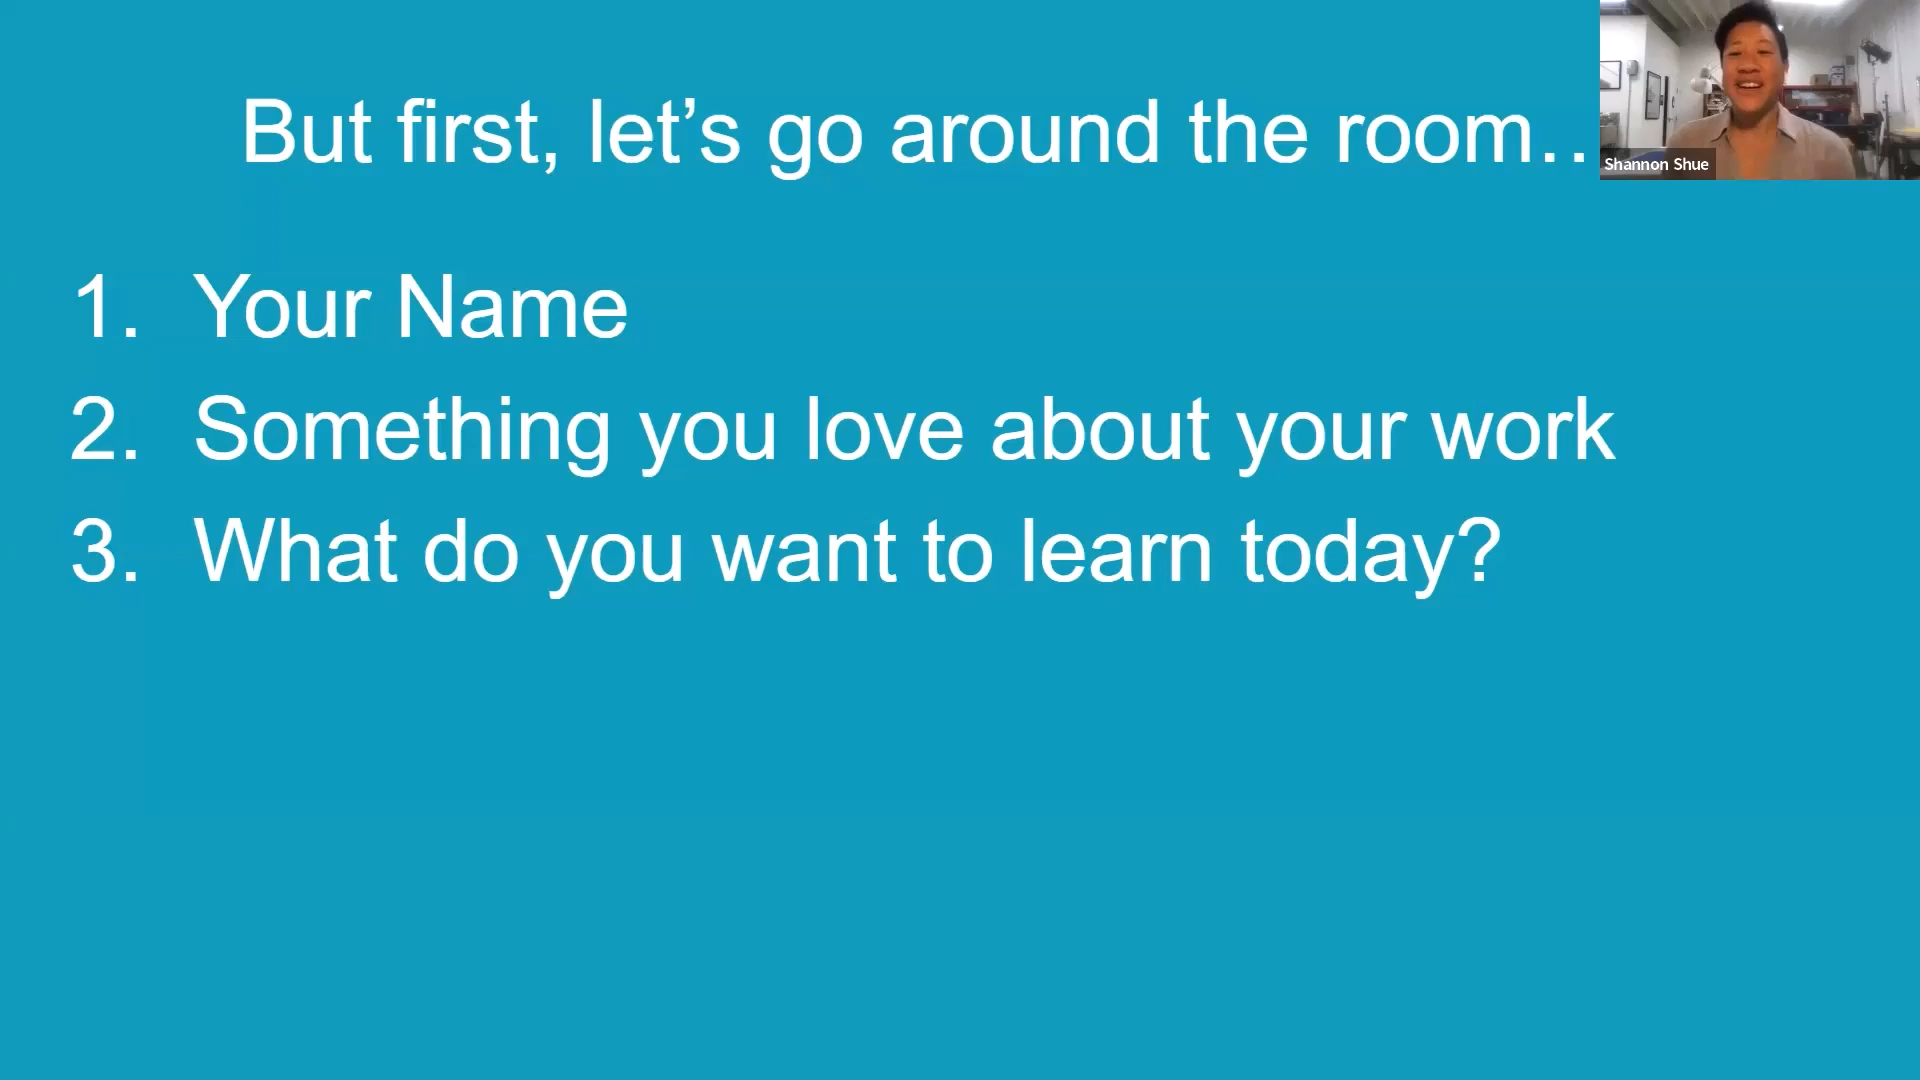 But first, let’s go around the room..
Shannon Shue
1. Your Name
2. Something you love about your work
3. What do you want to learn today?